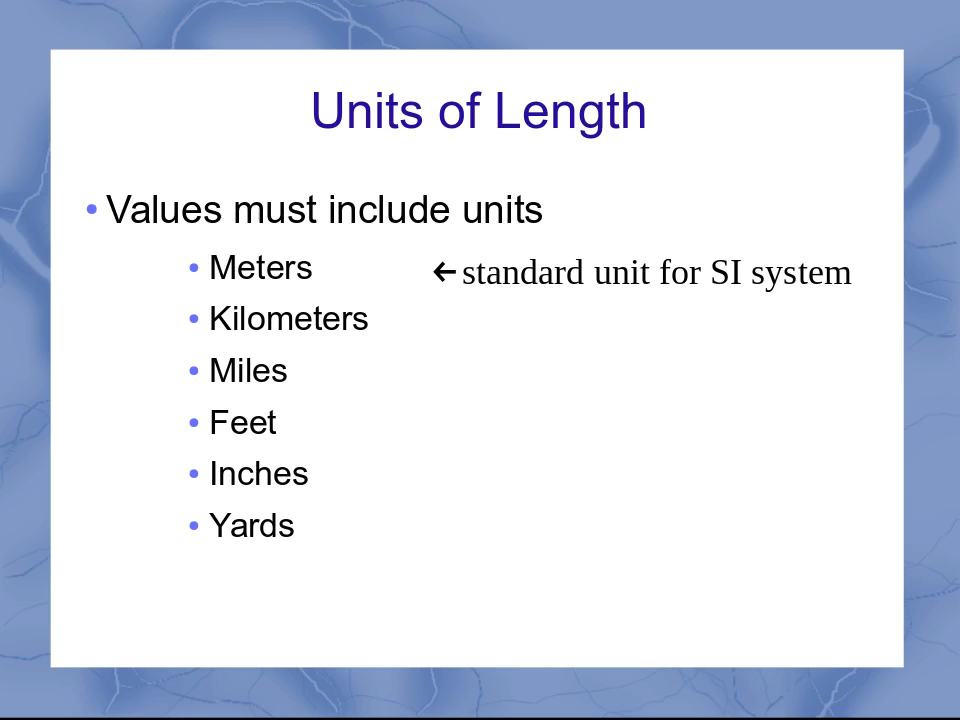 Units of Length
• Values must include units
• Meters ←standard unit for SI system
• Kilometers
• Miles
• Feet
• Inches
• Yards